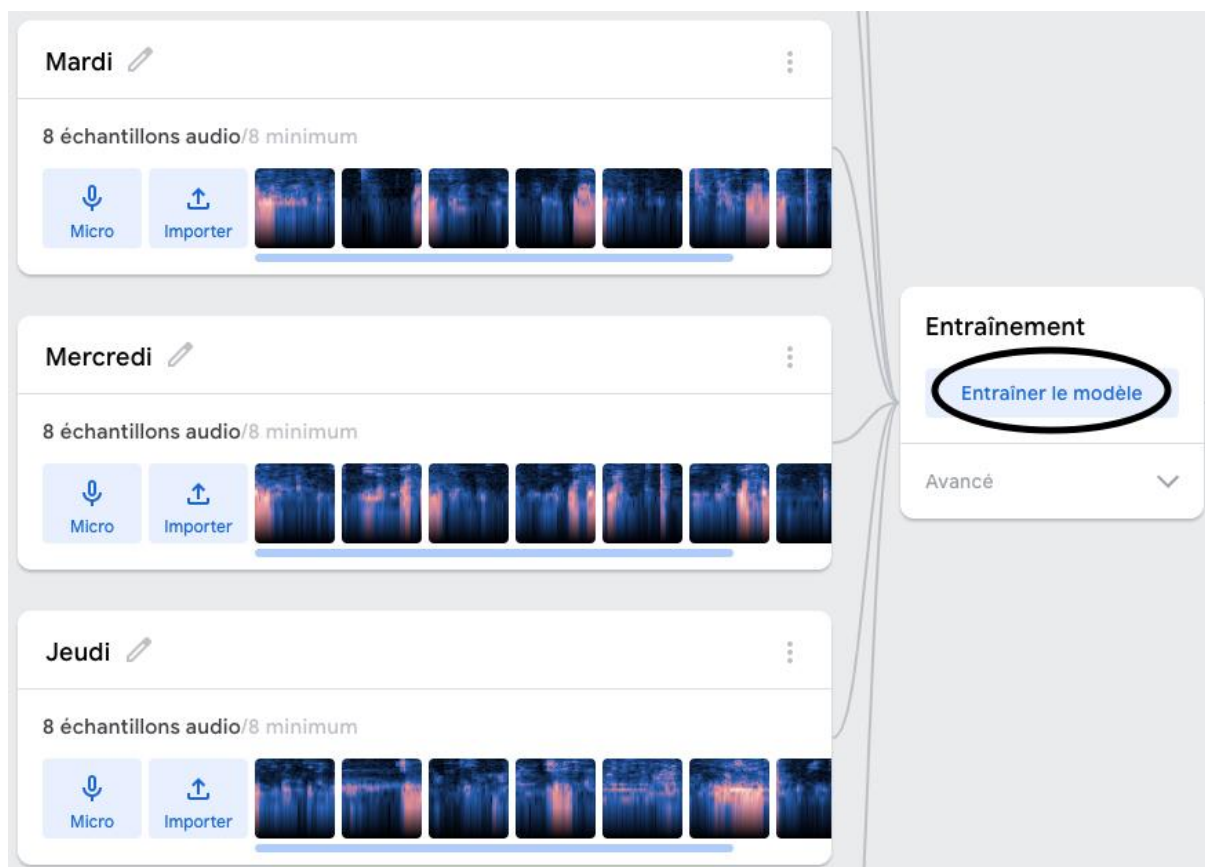 Mardi
8 échantillons audio/8 minimum
Micro
Importer
Mercredi
8 échantillons audio/8 minimum
Micro
Importer
Jeudi
8 échantillons audio/8 minimum
Micro
Importer
Entraînement
Entraîner le modèle
Avancé